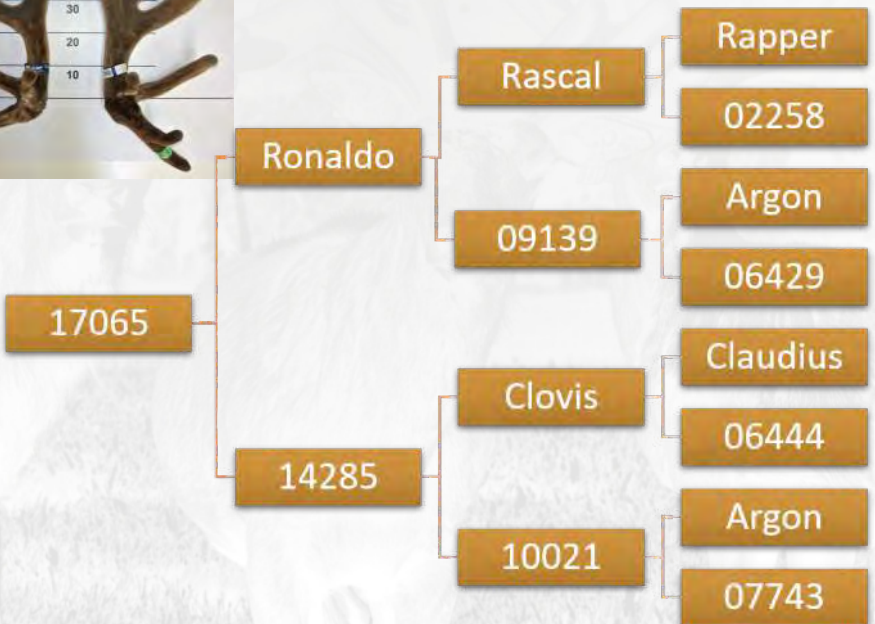 30
20
10
Rapper
Rascal
02258
Ronaldo
Argon
09139
06429
17065
Claudius
Clovis
06444
14285
Argon
10021
07743